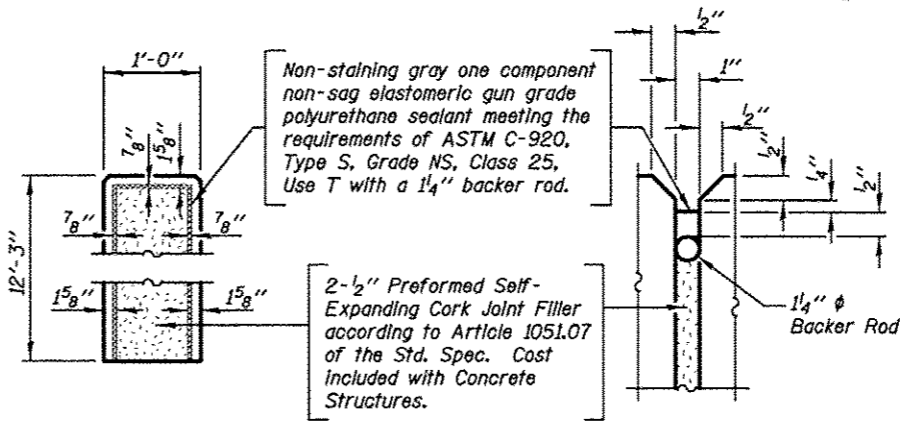 1'-0"
7/8"
1 5/8"
7/8"
7/8"
12'-3"
1 5/8"
1 5/8"
Non-staining gray one component
non-sag elastomeric gun grade
polyurethane sealant meeting the
requirements of ASTM C-920,
Type S, Grade NS, Class 25,
Use T with a 1 1/4" backer rod.
2-1/2" Preformed Self-
Expanding Cork Joint Filler
according to Article 1051.07
of the Std. Spec. Cost
included with Concrete
Structures.
1/2"
1"
1/2"
1/2"
1/4"
1/2"
1 1/4" ϕ
Backer Rod